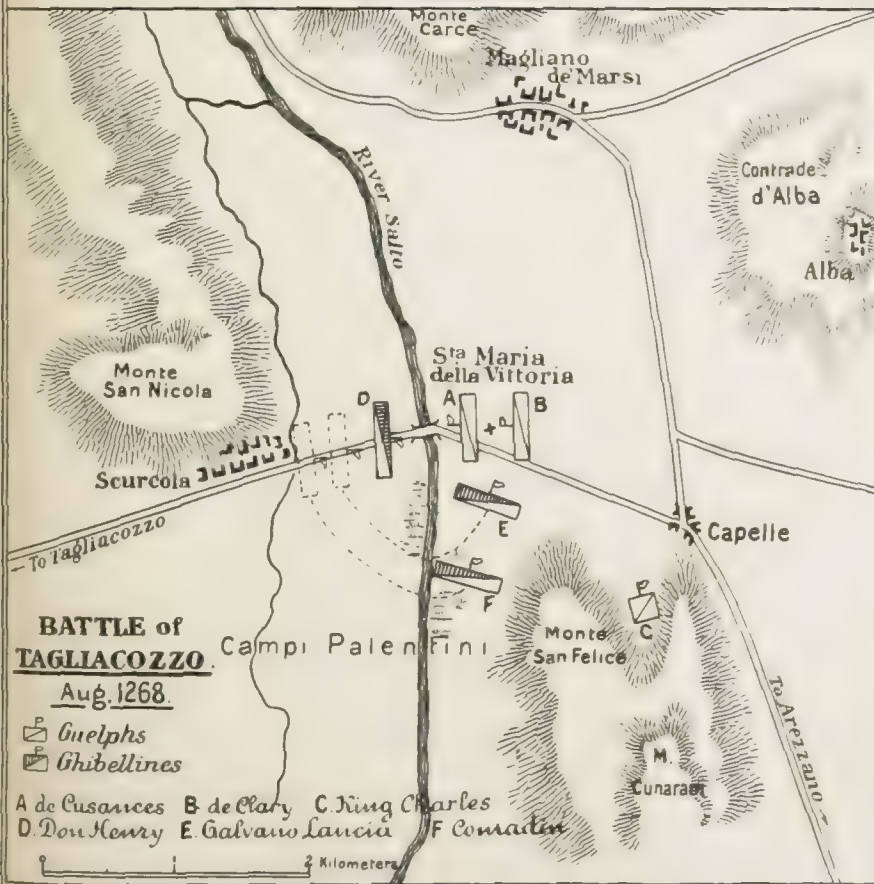 Monte
Carce
Magliano
de'Marsi
River Salto
Contrade
d'Alba
Alba
Monte
San Nicola
Sta Maria
della Vittoria
D
A
B
Scurcola
E
Capelle
← To Tagliacozzo
F
C
BATTLE of
TAGLIACOZZO.
Aug. 1268.
Campi Palentini
Monte
San Felice
Guelphs
Ghibellines
M.
To Arezzano →
A de Cusances B de Clary C. King Charles
D. Don Henry E. Galvano Lancia F Conradin
0 1 2 Kilometers